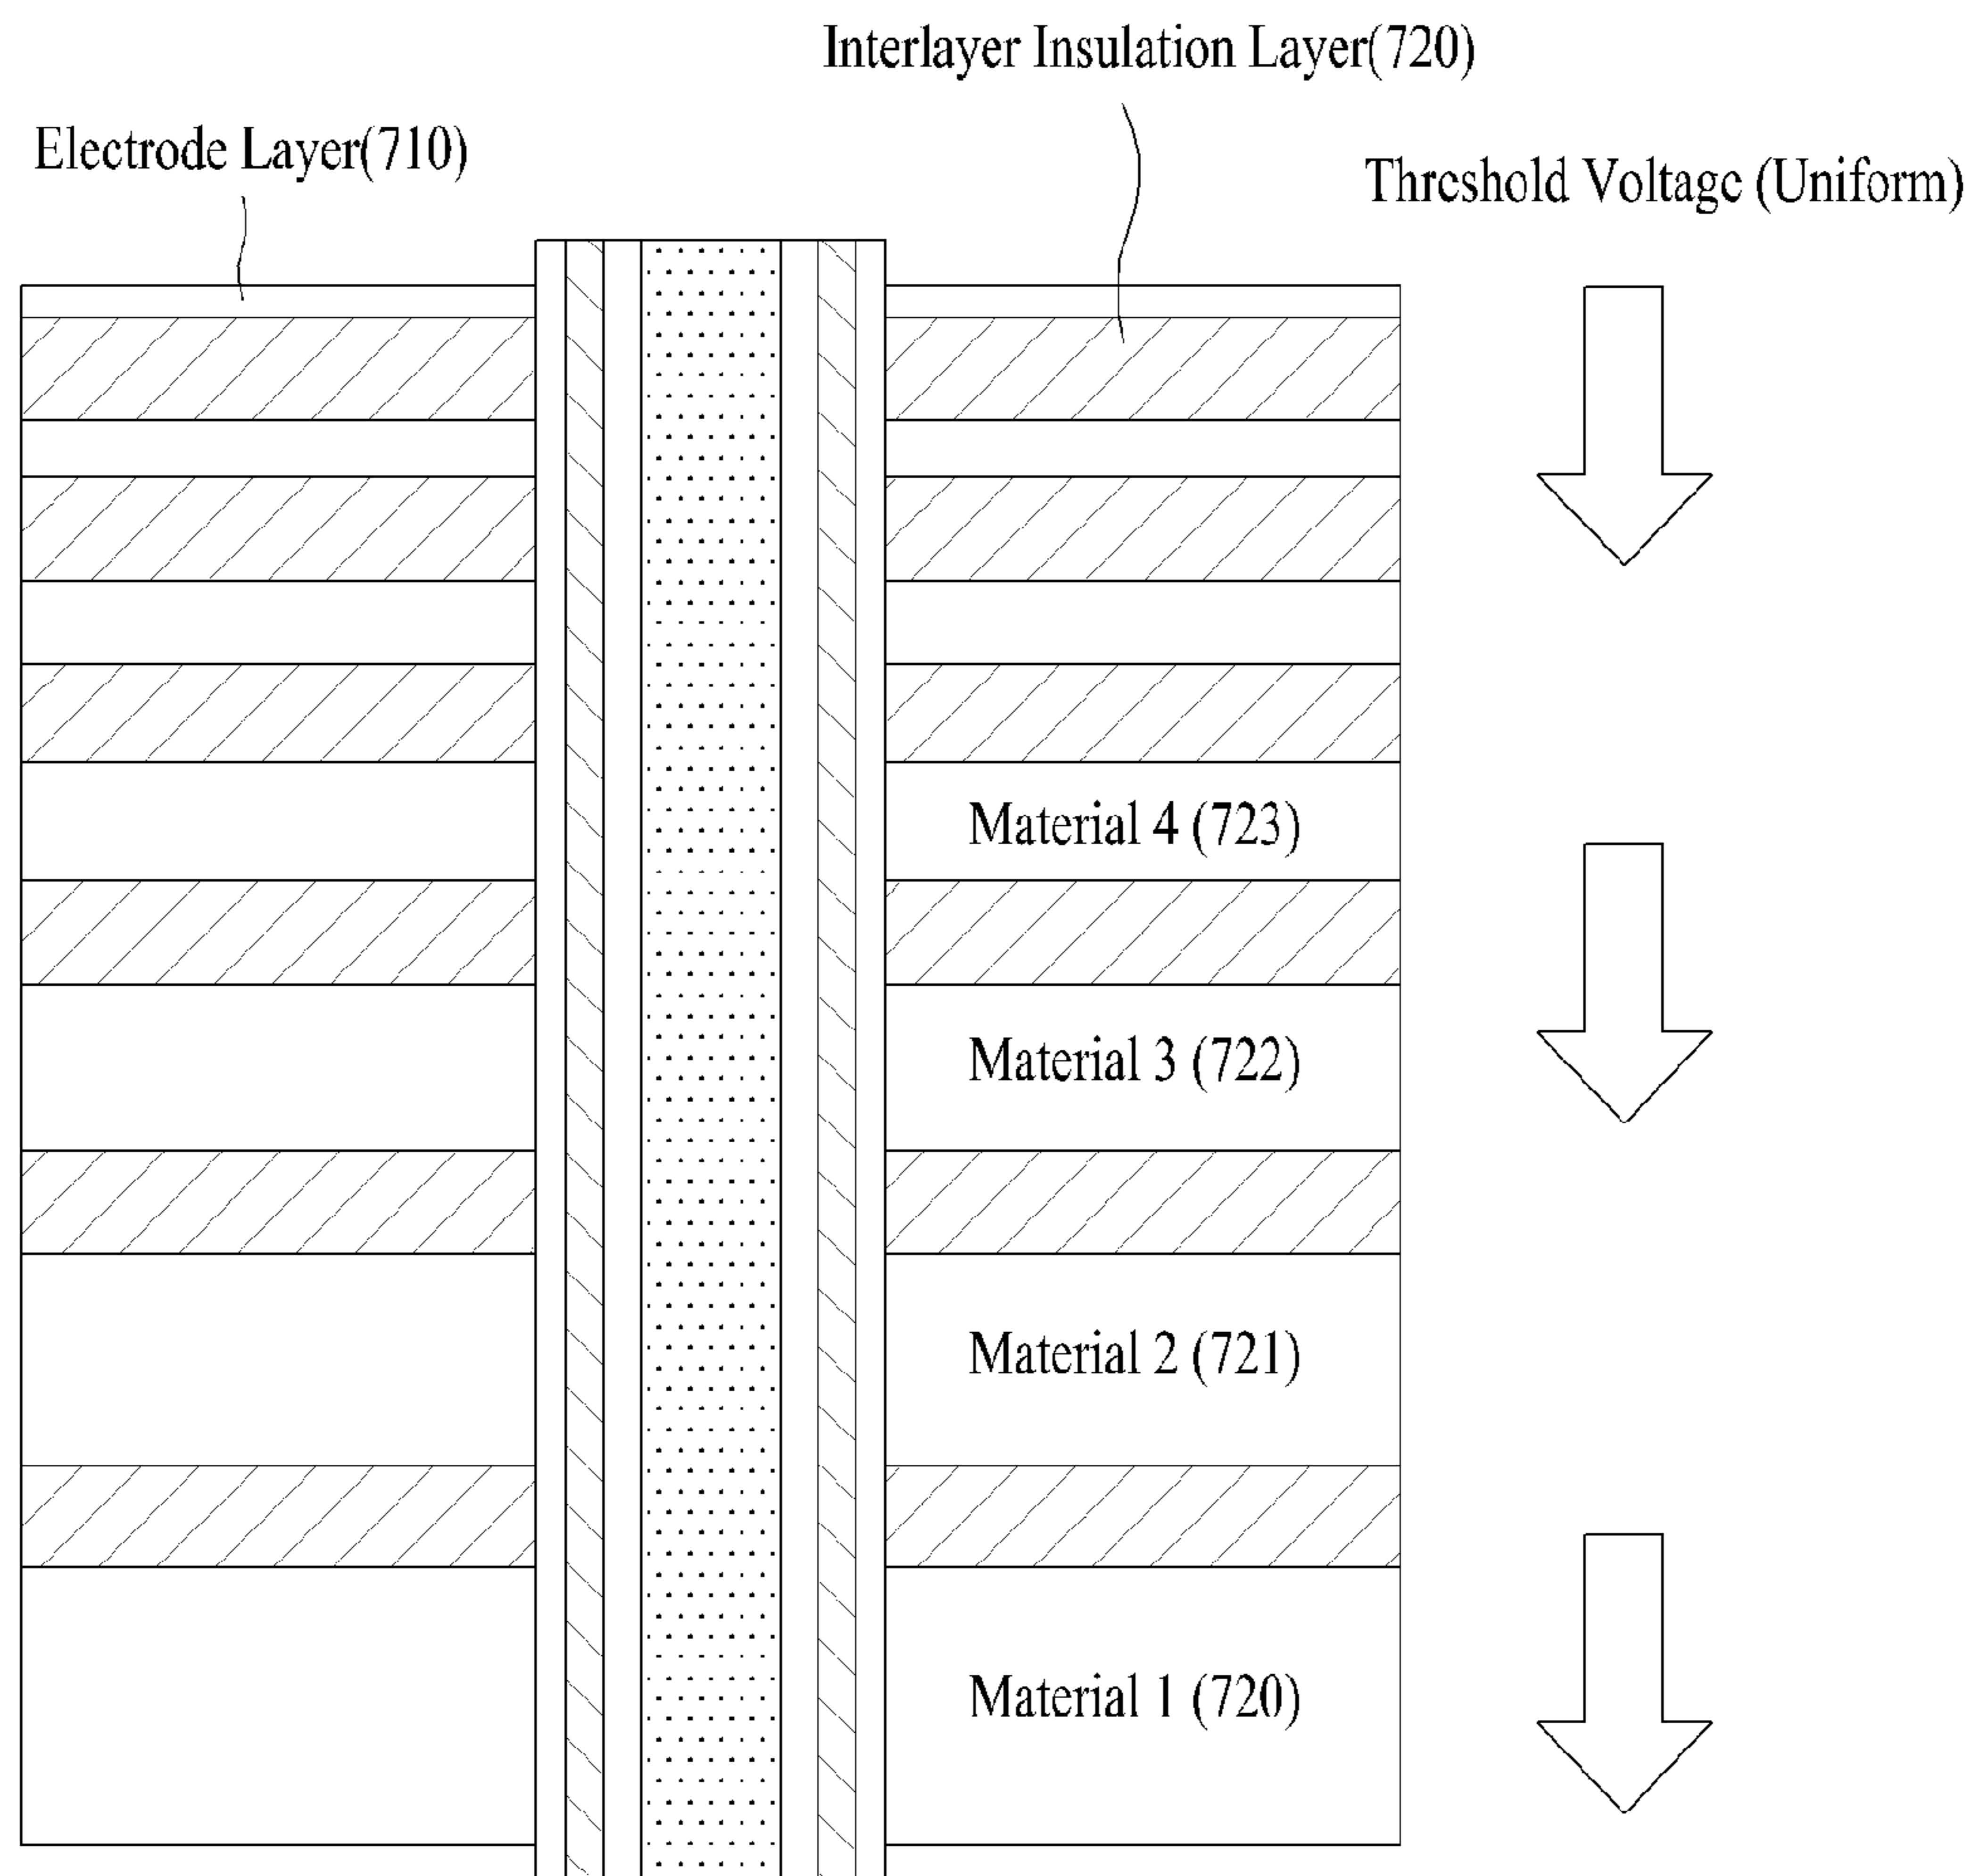 Interlayer Insulation Layer(720)
Electrode Layer(710)
Threshold Voltage (Uniform)
Material 4 (723)
Material 3 (722)
Material 2 (721)
Material 1 (720)